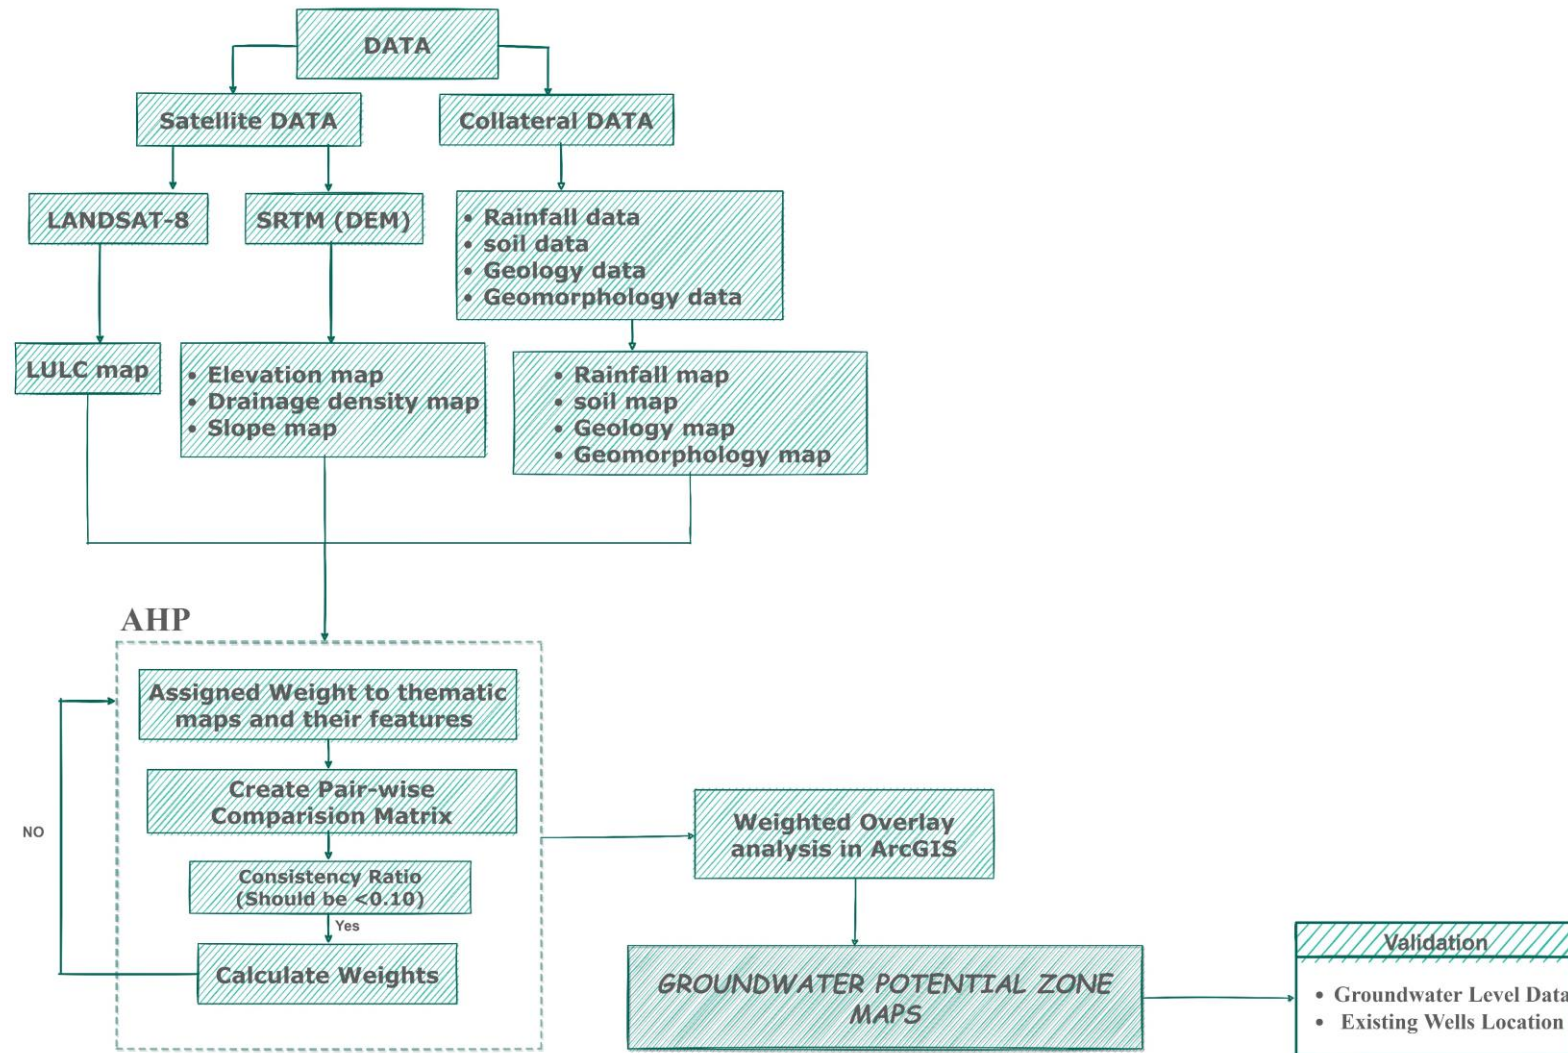 DATA
Satellite DATA
Collateral DATA
LANDSAT-8
SRTM (DEM)
• Rainfall data
• soil data
• Geology data
• Geomorphology data
LULC map
• Elevation map
• Drainage density map
• Slope map
• Rainfall map
• soil map
• Geology map
• Geomorphology map
AHP
Assigned Weight to thematic
maps and their features
Create Pair-wise
Comparision Matrix
NO
Consistency Ratio
(Should be <0.10)
Yes
Calculate Weights
Weighted Overlay
analysis in ArcGIS
GROUNDWATER POTENTIAL ZONE
MAPS
Validation
• Groundwater Level Data
• Existing Wells Location